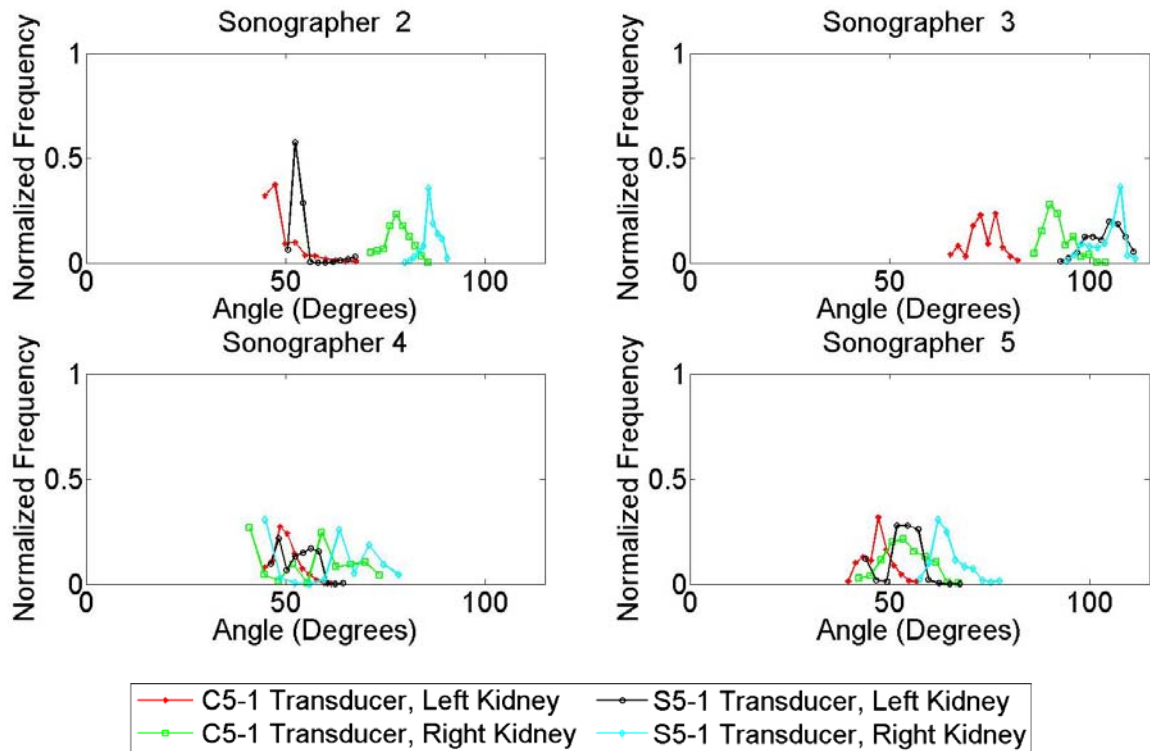 Sonographer 2
Normalized Frequency
1
0.5
0
0
50
100
Angle (Degrees)
Sonographer 3
Normalized Frequency
1
0.5
0
0
50
100
Angle (Degrees)
Sonographer 4
Normalized Frequency
1
0.5
0
0
50
100
Angle (Degrees)
Sonographer 5
Normalized Frequency
1
0.5
0
0
50
100
Angle (Degrees)
C5-1 Transducer, Left Kidney
S5-1 Transducer, Left Kidney
C5-1 Transducer, Right Kidney
S5-1 Transducer, Right Kidney